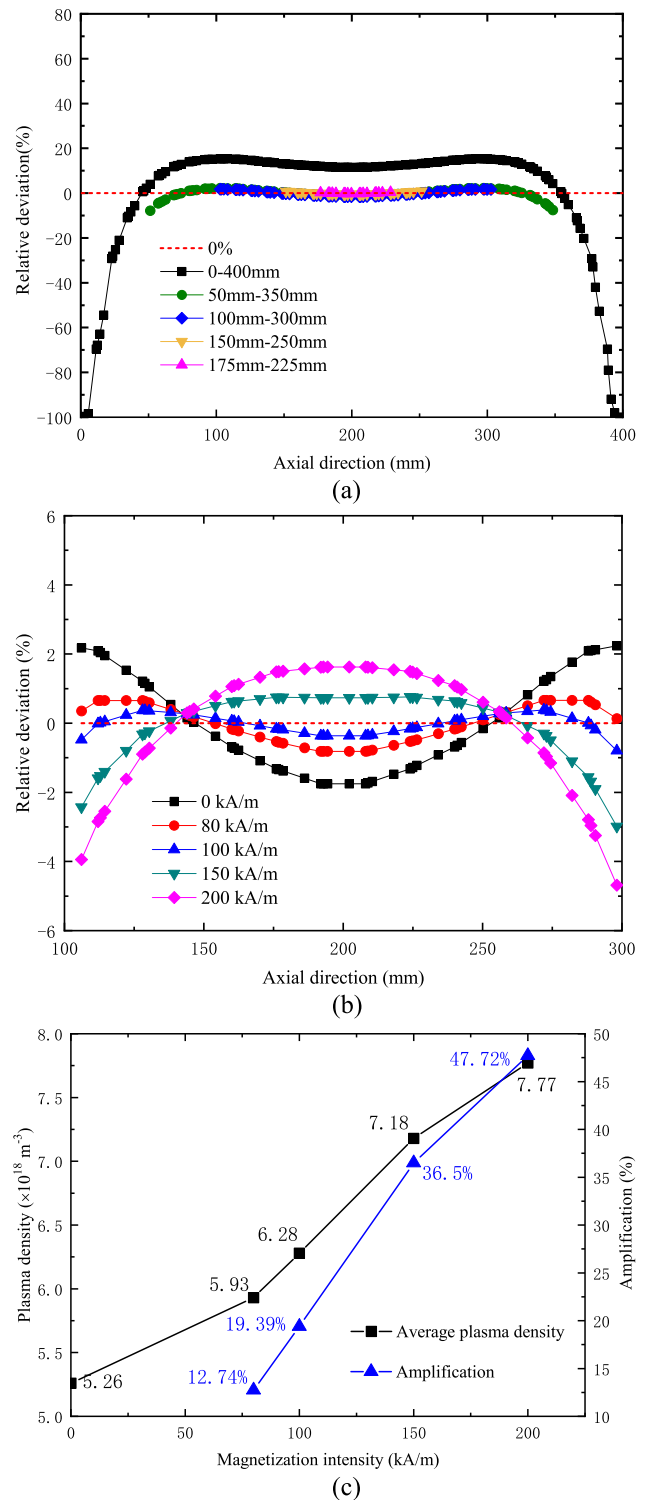 80
60
40
20
0
−20
−40
−60
−80
−100
Relative deviation(%)
0%
0-400mm
50mm-350mm
100mm-300mm
150mm-250mm
175mm-225mm
0 100 200 300 400
Axial direction (mm)
(a)
6
4
2
0
−2
−4
−6
Relative deviation (%)
0 kA/m
80 kA/m
100 kA/m
150 kA/m
200 kA/m
100 150 200 250 300
Axial direction (mm)
(b)
8.0
7.5
7.0
6.5
6.0
5.5
5.0
Plasma density (×10¹⁸ m⁻³)
50
45
40
35
30
25
20
15
10
Amplification (%)
47.72%
7.77
7.18
36.5%
6.28
5.93
19.39%
12.74%
5.26
Average plasma density
Amplification
0 50 100 150 200
Magnetization intensity (kA/m)
(c)